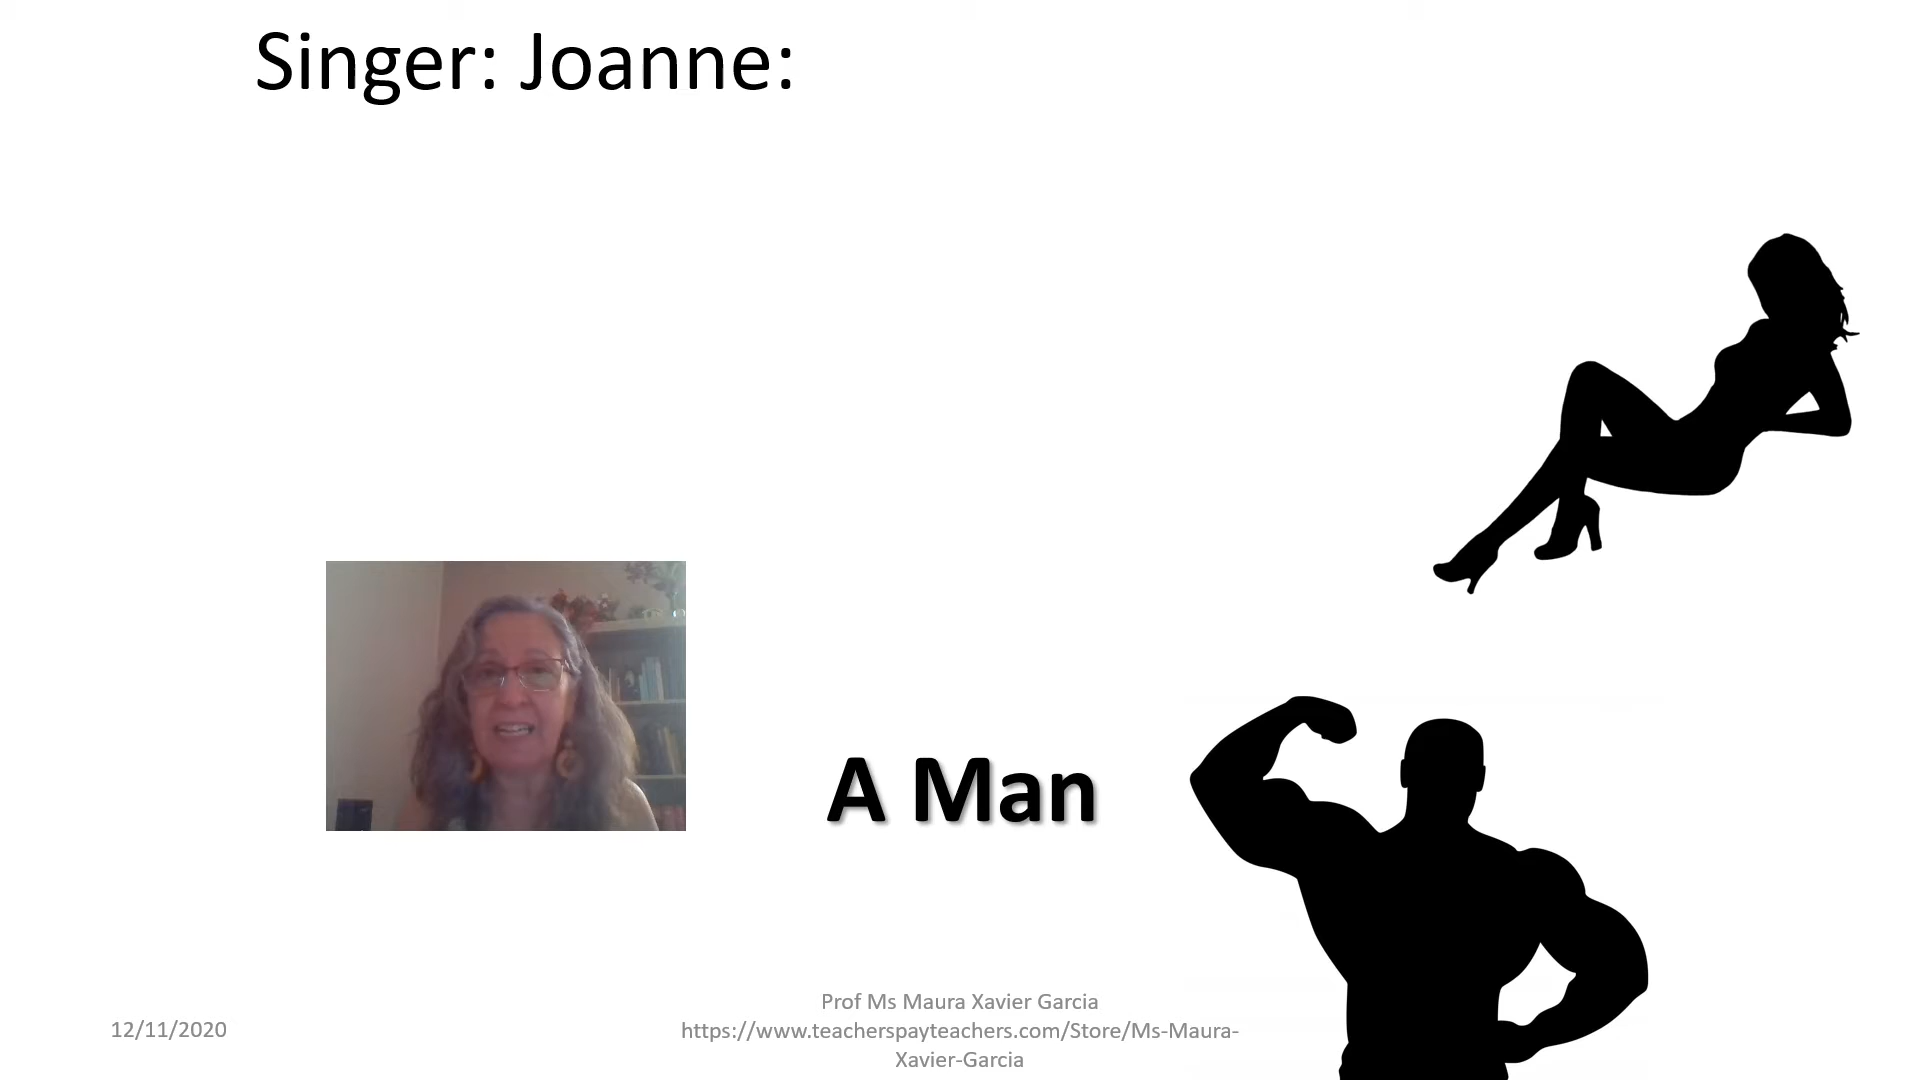 Singer: Joanne:
A Man
12/11/2020
Prof Ms Maura Xavier Garcia
https://www.teacherspayteachers.com/Store/Ms-Maura-
Xavier-Garcia